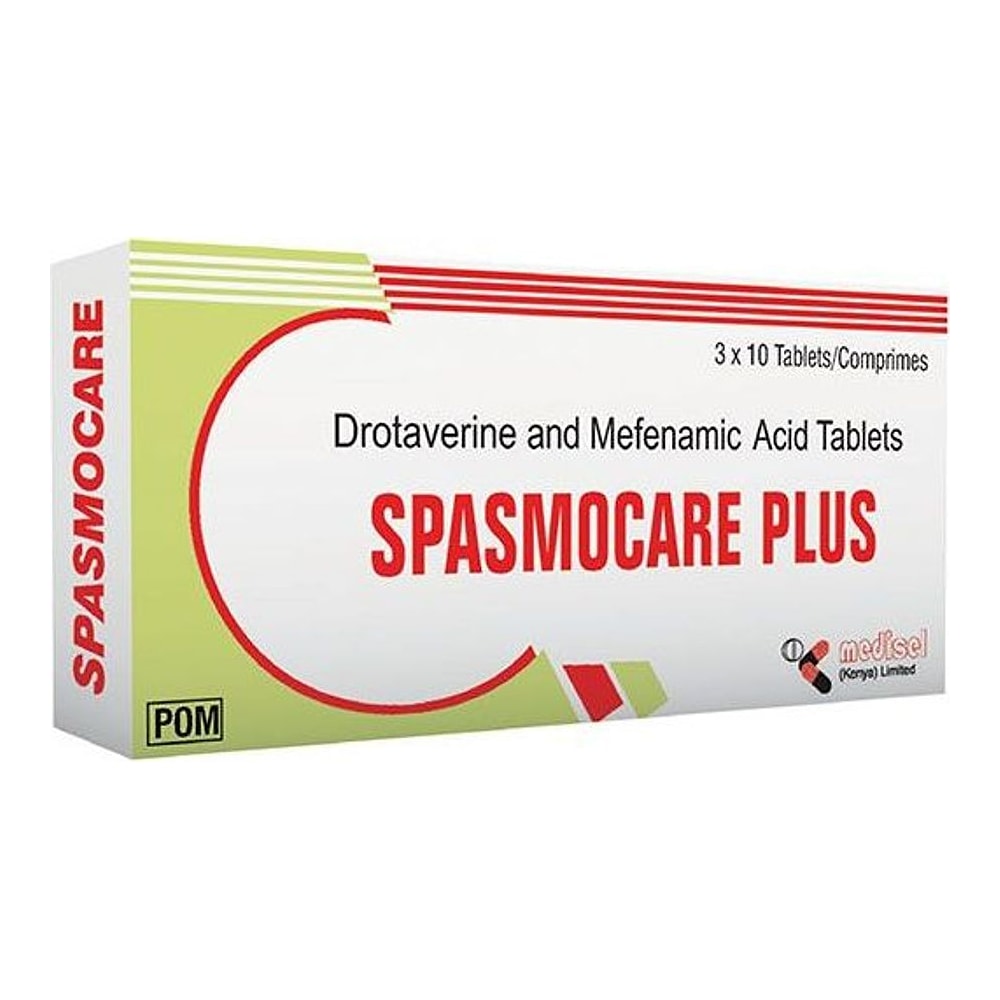 SPASMOCARE
3 x 10 Tablets/Comprimes
Drotaverine and Mefenamic Acid Tablets
SPASMOCARE PLUS
medisel
(Kenya) Limited
POM